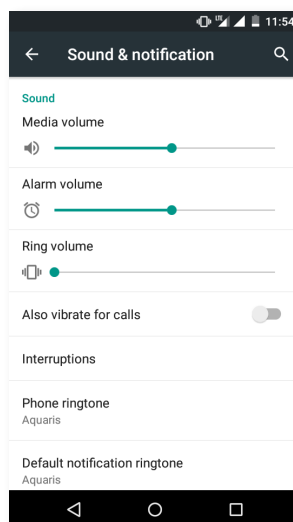 LTE 11:54
Sound & notification
Sound
Media volume
Alarm volume
Ring volume
Also vibrate for calls
Interruptions
Phone ringtone
Aquaris
Default notification ringtone
Aquaris